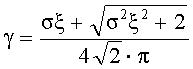 γ = (σξ + √(σ²ξ² + 2)) / (4√2 · π)